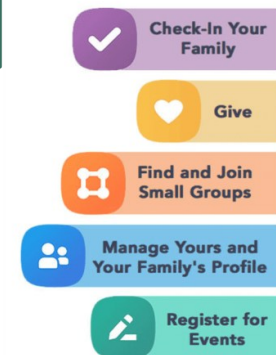 Check-In Your
Family
Give
Find and Join
Small Groups
Manage Yours and
Your Family's Profile
Register for
Events